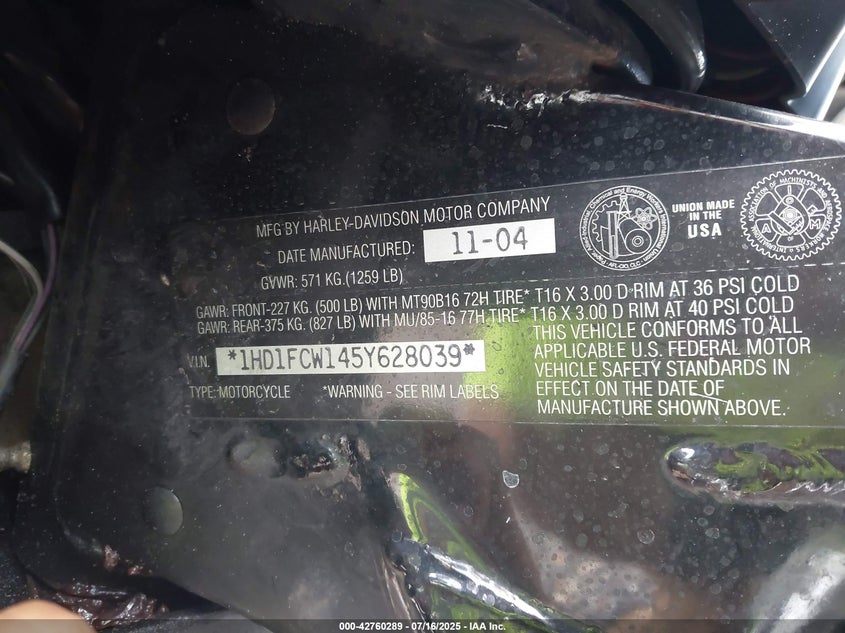 MFG BY HARLEY-DAVIDSON MOTOR COMPANY
DATE MANUFACTURED: 11-04
GVWR: 571 KG.(1259 LB)
UNION MADE
IN THE
USA
GAWR: FRONT-227 KG. (500 LB) WITH MT90B16 72H TIRE* T16 X 3.00 D RIM AT 36 PSI COLD
GAWR: REAR-375 KG. (827 LB) WITH MU/85-16 77H TIRE* T16 X 3.00 D RIM AT 40 PSI COLD
V.I.N. *1HD1FCW145Y628039*
TYPE: MOTORCYCLE *WARNING - SEE RIM LABELS
THIS VEHICLE CONFORMS TO ALL
APPLICABLE U.S. FEDERAL MOTOR
VEHICLE SAFETY STANDARDS IN
EFFECT ON THE DATE OF
MANUFACTURE SHOWN ABOVE.
000-42760289 - 07/16/2025 - IAA Inc.